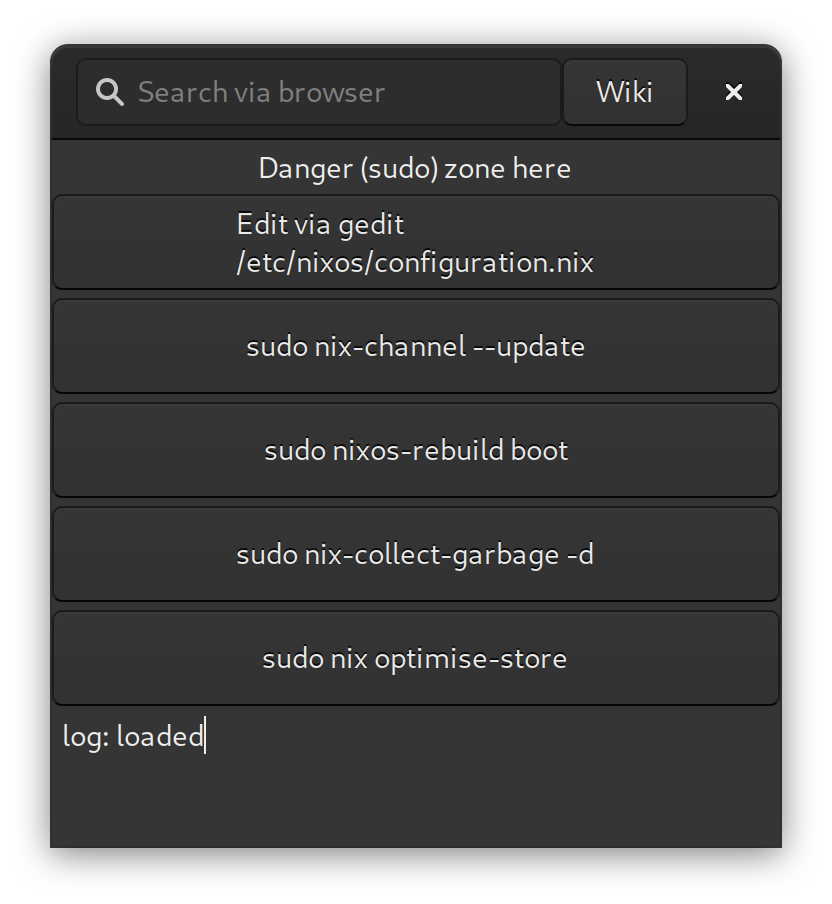 Search via browser
Wiki
Danger (sudo) zone here
Edit via gedit
/etc/nixos/configuration.nix
sudo nix-channel --update
sudo nixos-rebuild boot
sudo nix-collect-garbage -d
sudo nix optimise-store
log: loaded